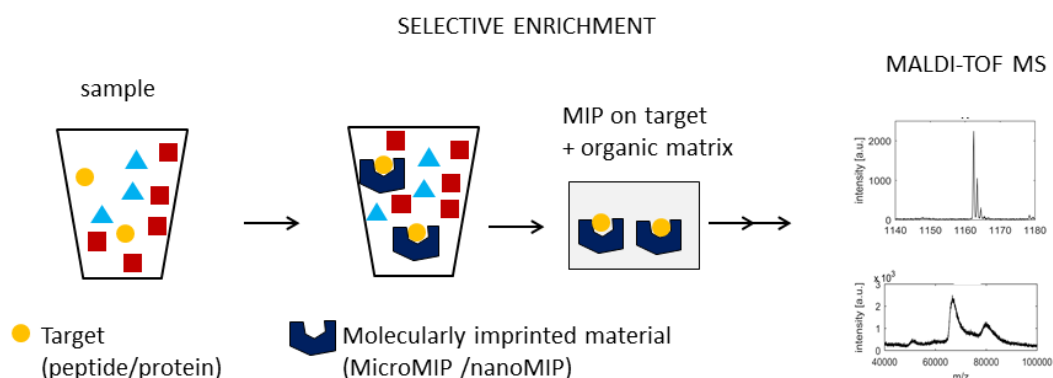 SELECTIVE ENRICHMENT
MALDI-TOF MS
sample
MIP on target
+ organic matrix
intensity [a.u.]
2000
1000
0
1140 1150 1160 1170 1180
x 10³
intensity [a.u.]
3
2
1
0
40000 60000 80000 100000
m/z
Target
(peptide/protein)
Molecularly imprinted material
(MicroMIP /nanoMIP)